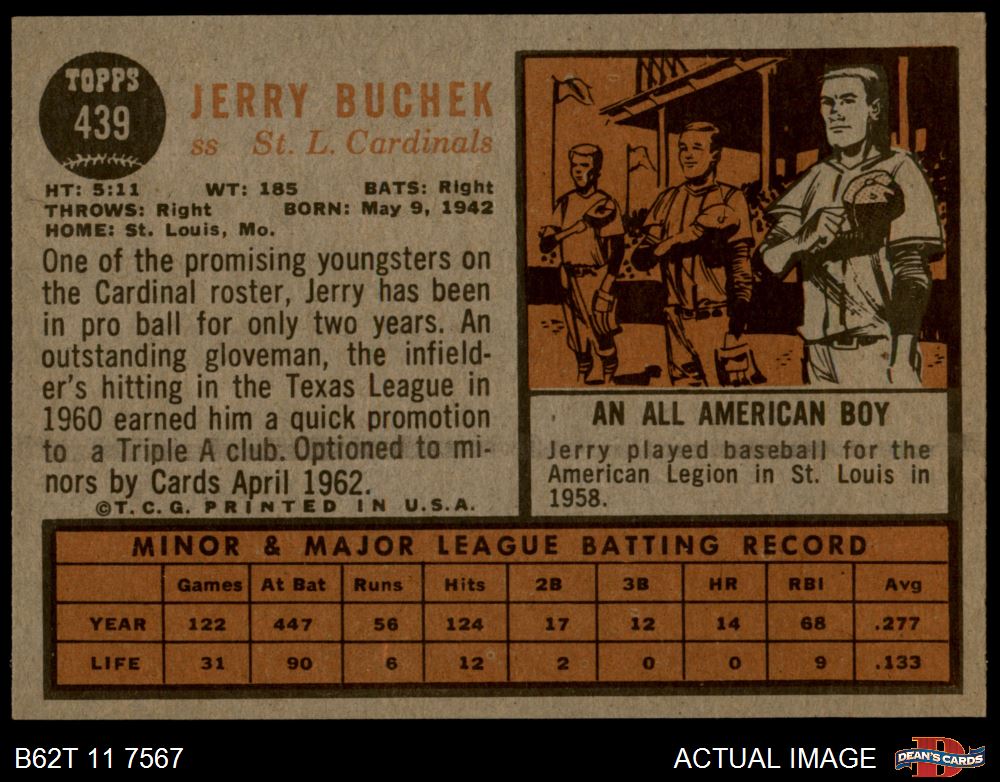 TOPPS
439
JERRY BUCHEK
ss St. L. Cardinals
HT: 5:11 WT: 185 BATS: Right
THROWS: Right BORN: May 9, 1942
HOME: St. Louis, Mo.
One of the promising youngsters on
the Cardinal roster, Jerry has been
in pro ball for only two years. An
outstanding gloveman, the infield-
er's hitting in the Texas League in
1960 earned him a quick promotion
to a Triple A club. Optioned to mi-
nors by Cards April 1962.
©T.C.G. PRINTED IN U.S.A.
AN ALL AMERICAN BOY
Jerry played baseball for the
American Legion in St. Louis in
1958.
MINOR & MAJOR LEAGUE BATTING RECORD
Games At Bat Runs Hits 2B 3B HR RBI Avg
YEAR 122 447 56 124 17 12 14 68 .277
LIFE 31 90 6 12 2 0 0 9 .133
B62T 11 7567
ACTUAL IMAGE
D
DEAN'S CARDS